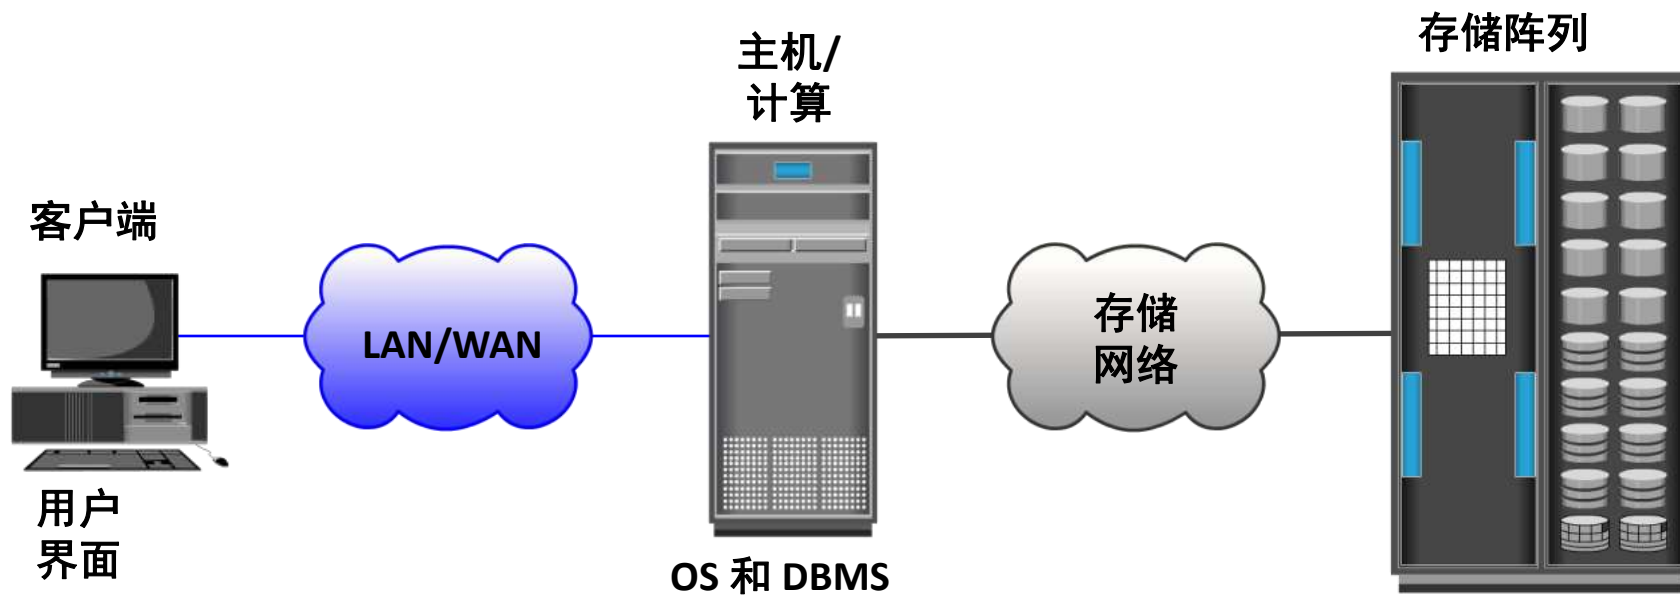 存储阵列
主机/
计算
客户端
LAN/WAN
存储
网络
用户
界面
OS 和 DBMS